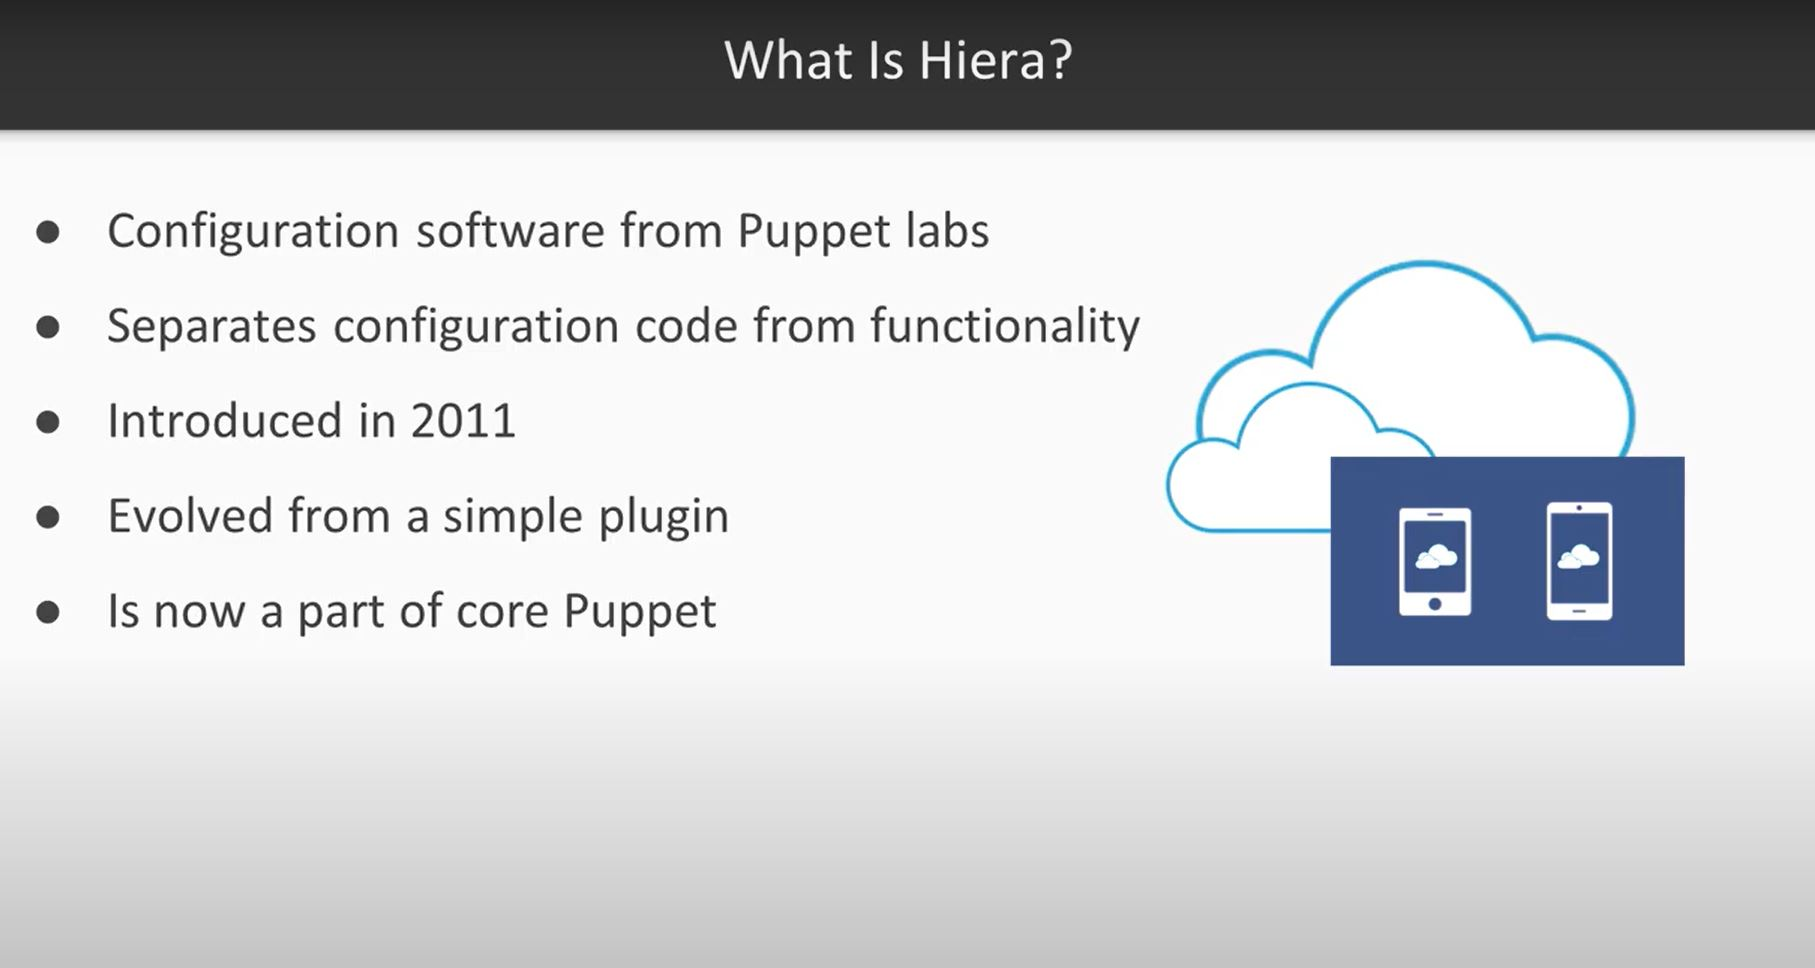 What Is Hiera?
● Configuration software from Puppet labs
● Separates configuration code from functionality
● Introduced in 2011
● Evolved from a simple plugin
● Is now a part of core Puppet